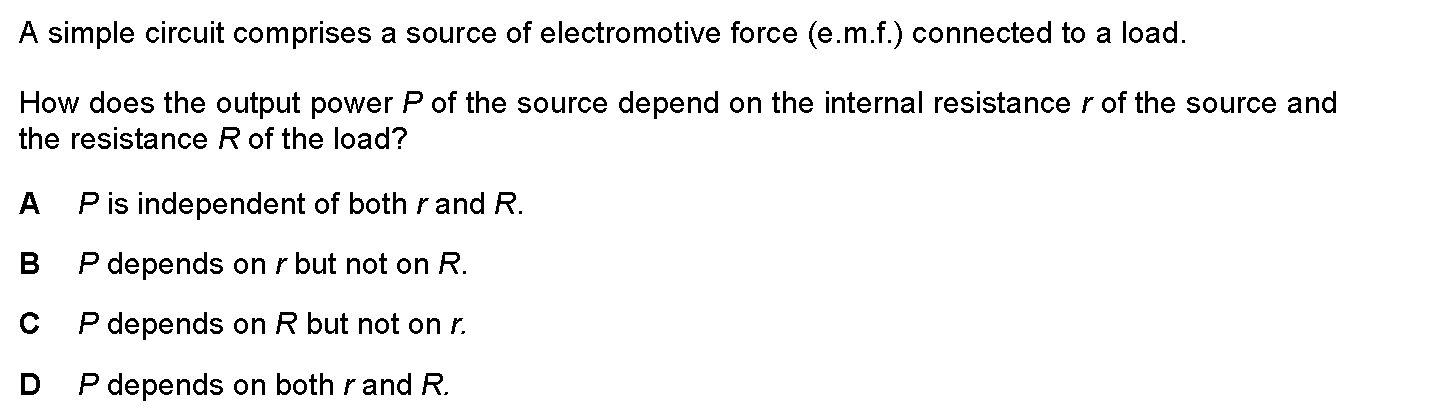 A simple circuit comprises a source of electromotive force (e.m.f.) connected to a load.
How does the output power P of the source depend on the internal resistance r of the source and
the resistance R of the load?
A P is independent of both r and R.
B P depends on r but not on R.
C P depends on R but not on r.
D P depends on both r and R.